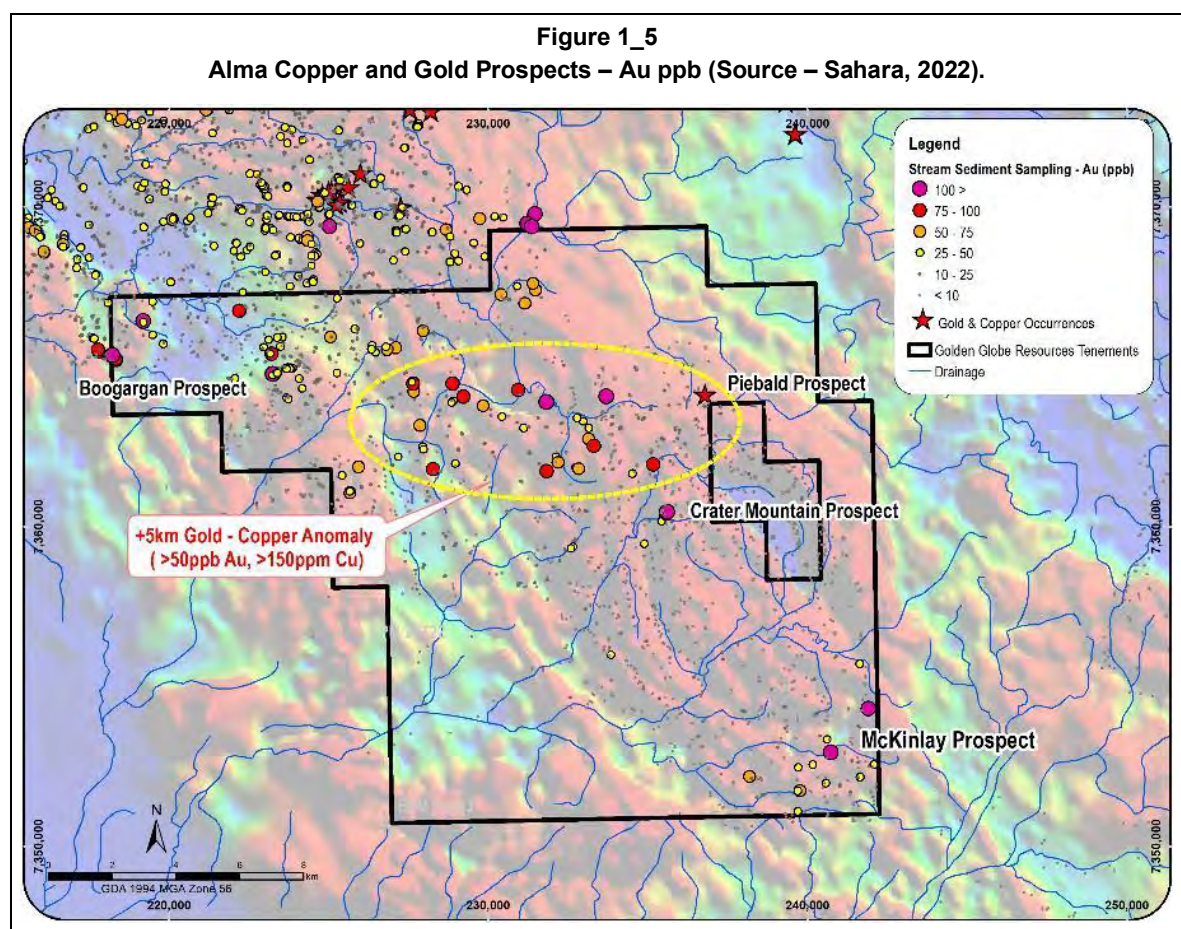 Figure 1_5
Alma Copper and Gold Prospects – Au ppb (Source – Sahara, 2022).
220,000
230,000
240,000
Legend
Stream Sediment Sampling - Au (ppb)
100 >
75 - 100
50 - 75
25 - 50
10 - 25
< 10
Gold & Copper Occurrences
Golden Globe Resources Tenements
Drainage
7,370,000
7,370,000
Boogargan Prospect
Piebald Prospect
Crater Mountain Prospect
+5km Gold - Copper Anomaly
( >50ppb Au, >150ppm Cu)
7,360,000
7,360,000
McKinlay Prospect
N
7,350,000
7,350,000
0 2 4 6 8
km
GDA 1994 MGA Zone 56
220,000
230,000
240,000
250,000